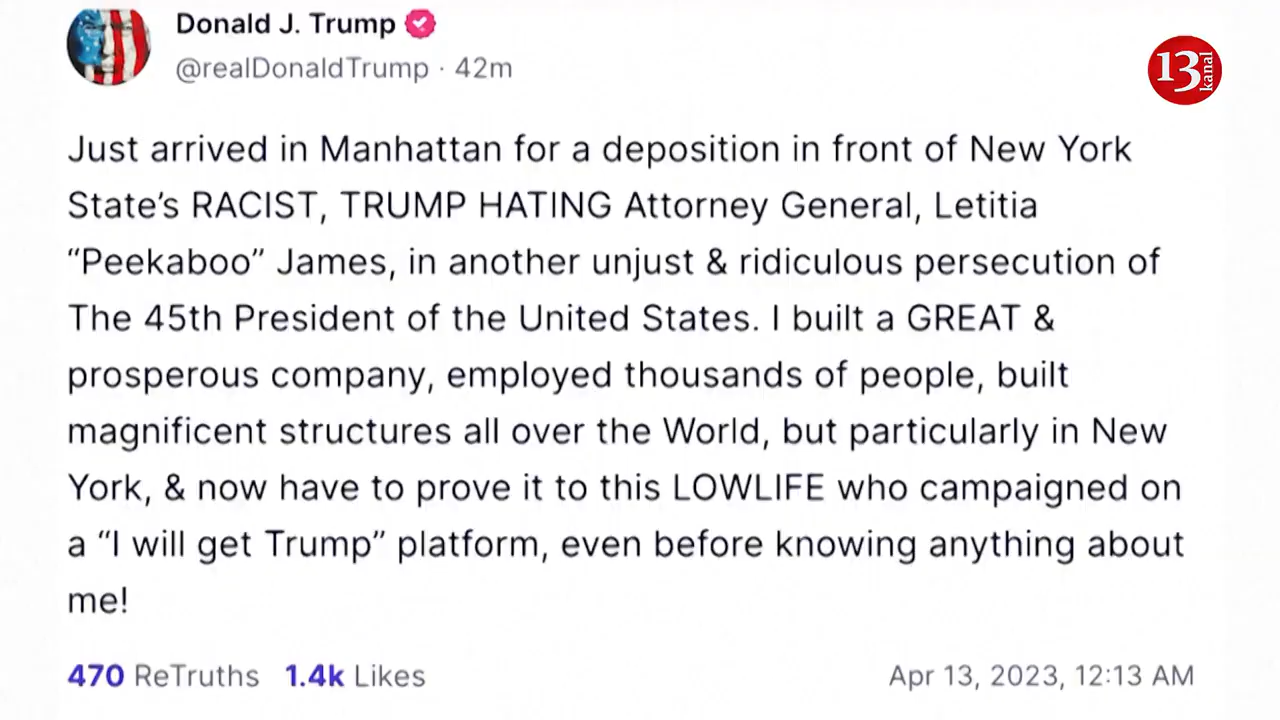 Donald J. Trump
@realDonaldTrump · 42m
13 kanal
Just arrived in Manhattan for a deposition in front of New York
State’s RACIST, TRUMP HATING Attorney General, Letitia
“Peekaboo” James, in another unjust & ridiculous persecution of
The 45th President of the United States. I built a GREAT &
prosperous company, employed thousands of people, built
magnificent structures all over the World, but particularly in New
York, & now have to prove it to this LOWLIFE who campaigned on
a “I will get Trump” platform, even before knowing anything about
me!
470 ReTruths 1.4k Likes
Apr 13, 2023, 12:13 AM